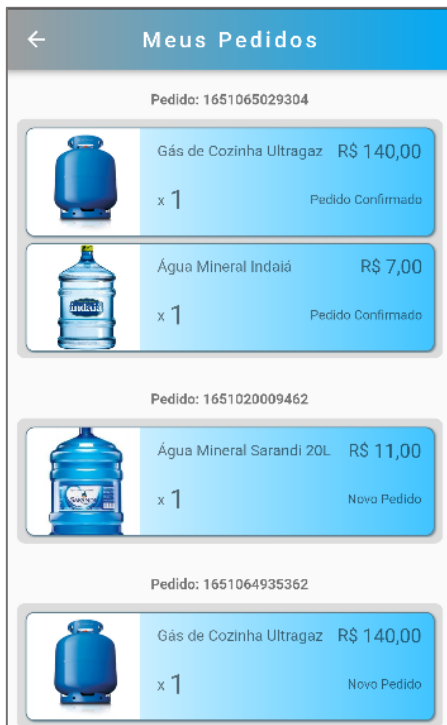 Meus Pedidos
Pedido: 1651065029304
Gás de Cozinha Ultragaz R$ 140,00
x 1 Pedido Confirmado
Água Mineral Indaiá R$ 7,00
indaiá
x 1 Pedido Confirmado
Pedido: 1651020009462
Água Mineral Sarandi 20L R$ 11,00
Sarandi
x 1 Novo Pedido
Pedido: 1651064935362
Gás de Cozinha Ultragaz R$ 140,00
x 1 Novo Pedido